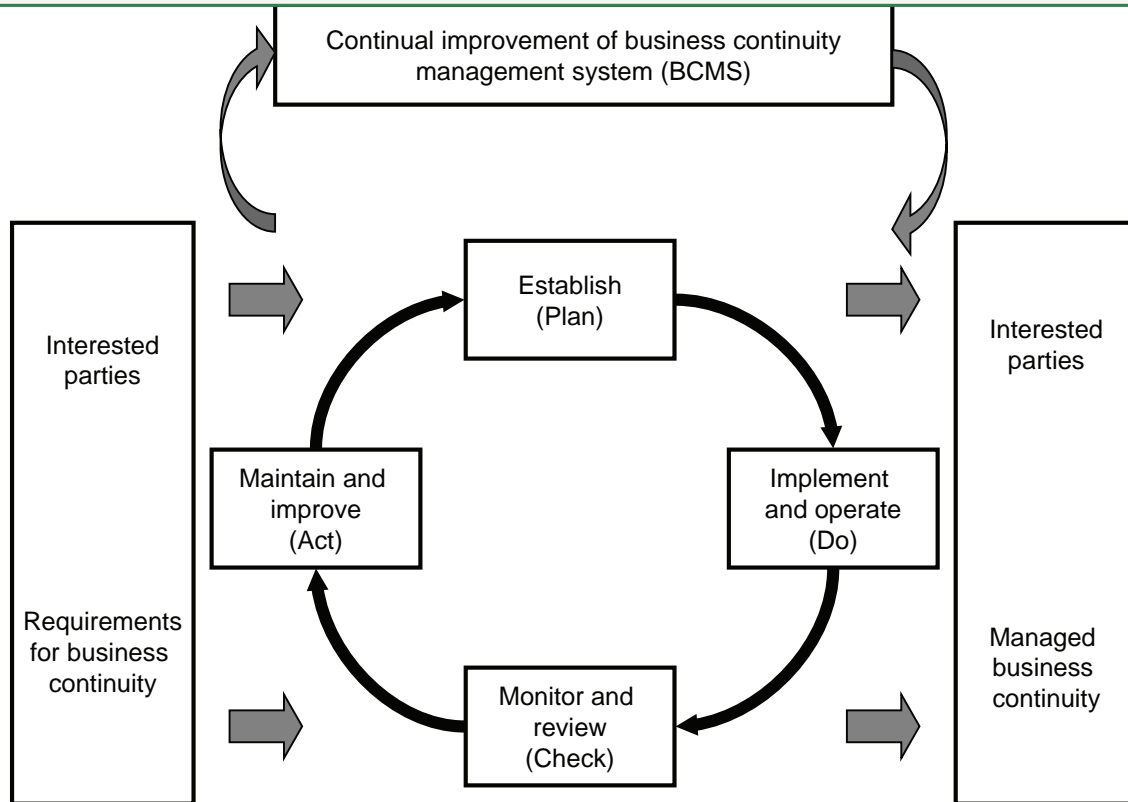 Continual improvement of business continuity
management system (BCMS)
Interested
parties
Requirements
for business
continuity
Establish
(Plan)
Maintain and
improve
(Act)
Implement
and operate
(Do)
Monitor and
review
(Check)
Interested
parties
Managed
business
continuity